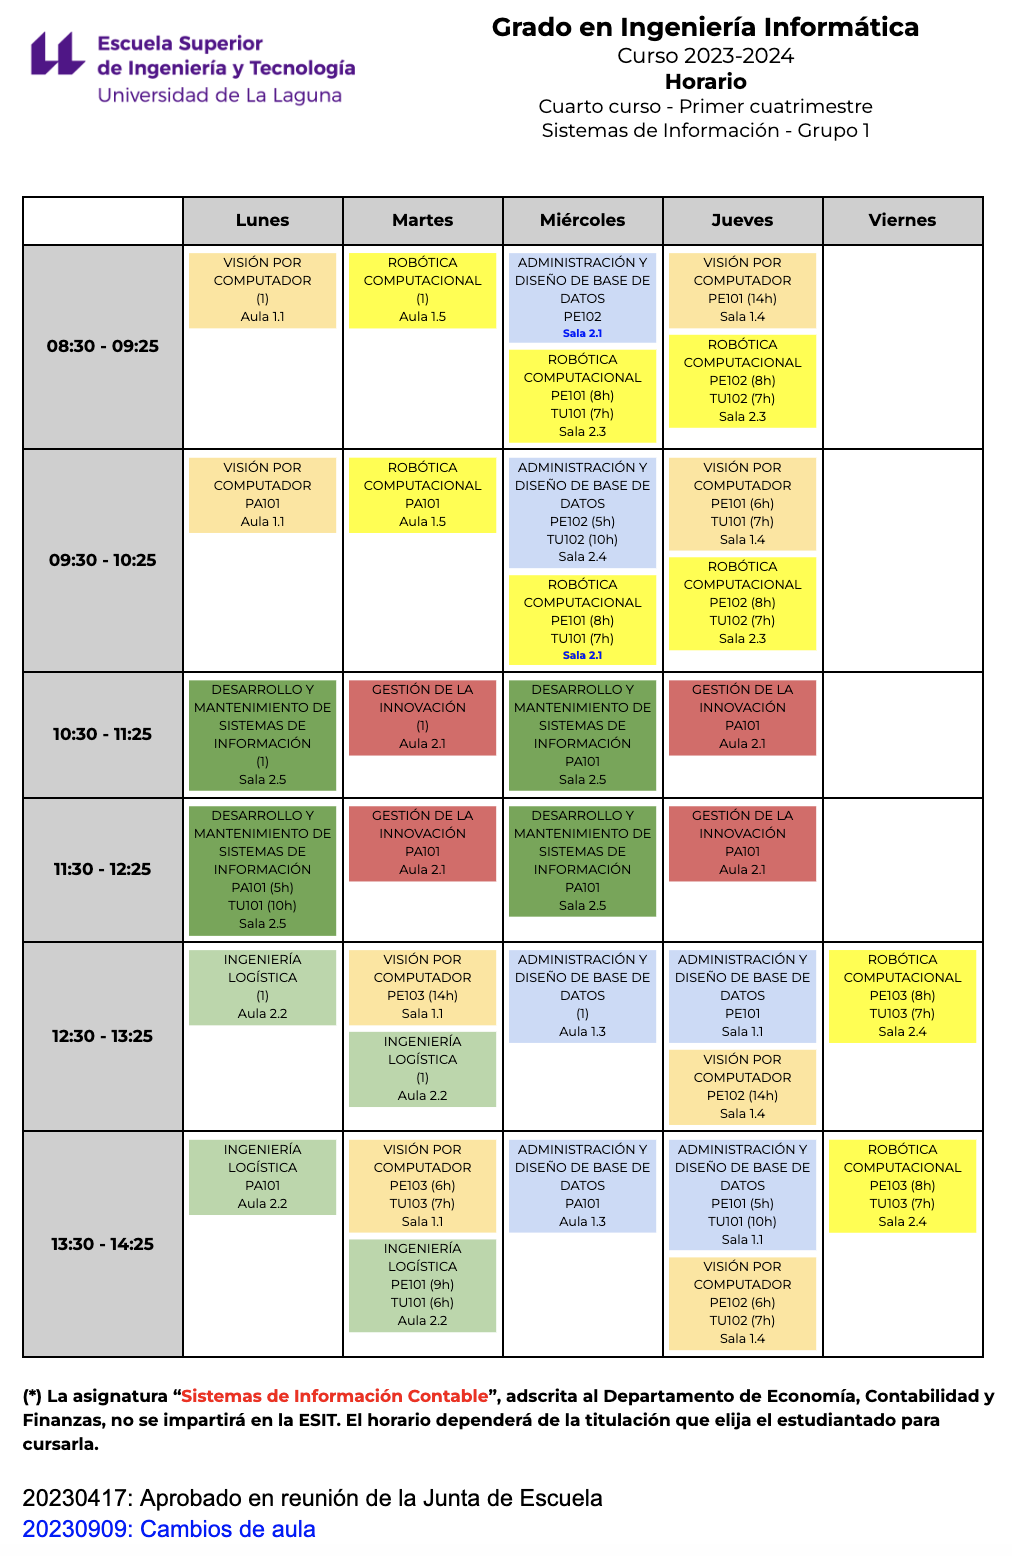 Escuela Superior
de Ingeniería y Tecnología
Universidad de La Laguna
Grado en Ingeniería Informática
Curso 2023-2024
Horario
Cuarto curso - Primer cuatrimestre
Sistemas de Información - Grupo 1
Lunes
Martes
Miércoles
Jueves
Viernes
08:30 - 09:25
VISIÓN POR
COMPUTADOR
(1)
Aula 1.1
ROBÓTICA
COMPUTACIONAL
(1)
Aula 1.5
ADMINISTRACIÓN Y
DISEÑO DE BASE DE
DATOS
PE102
Sala 2.1
ROBÓTICA
COMPUTACIONAL
PE101 (8h)
TU101 (7h)
Sala 2.3
VISIÓN POR
COMPUTADOR
PE101 (14h)
Sala 1.4
ROBÓTICA
COMPUTACIONAL
PE102 (8h)
TU102 (7h)
Sala 2.3
09:30 - 10:25
VISIÓN POR
COMPUTADOR
PA101
Aula 1.1
ROBÓTICA
COMPUTACIONAL
PA101
Aula 1.5
ADMINISTRACIÓN Y
DISEÑO DE BASE DE
DATOS
PE102 (5h)
TU102 (10h)
Sala 2.4
ROBÓTICA
COMPUTACIONAL
PE101 (8h)
TU101 (7h)
Sala 2.1
VISIÓN POR
COMPUTADOR
PE101 (6h)
TU101 (7h)
Sala 1.4
ROBÓTICA
COMPUTACIONAL
PE102 (8h)
TU102 (7h)
Sala 2.3
10:30 - 11:25
DESARROLLO Y
MANTENIMIENTO DE
SISTEMAS DE
INFORMACIÓN
(1)
Sala 2.5
GESTIÓN DE LA
INNOVACIÓN
(1)
Aula 2.1
DESARROLLO Y
MANTENIMIENTO DE
SISTEMAS DE
INFORMACIÓN
PA101
Sala 2.5
GESTIÓN DE LA
INNOVACIÓN
PA101
Aula 2.1
11:30 - 12:25
DESARROLLO Y
MANTENIMIENTO DE
SISTEMAS DE
INFORMACIÓN
PA101 (5h)
TU101 (10h)
Sala 2.5
GESTIÓN DE LA
INNOVACIÓN
PA101
Aula 2.1
DESARROLLO Y
MANTENIMIENTO DE
SISTEMAS DE
INFORMACIÓN
PA101
Sala 2.5
GESTIÓN DE LA
INNOVACIÓN
PA101
Aula 2.1
12:30 - 13:25
INGENIERÍA
LOGÍSTICA
(1)
Aula 2.2
VISIÓN POR
COMPUTADOR
PE103 (14h)
Sala 1.1
INGENIERÍA
LOGÍSTICA
(1)
Aula 2.2
ADMINISTRACIÓN Y
DISEÑO DE BASE DE
DATOS
(1)
Aula 1.3
ADMINISTRACIÓN Y
DISEÑO DE BASE DE
DATOS
PE101
Sala 1.1
VISIÓN POR
COMPUTADOR
PE102 (14h)
Sala 1.4
ROBÓTICA
COMPUTACIONAL
PE103 (8h)
TU103 (7h)
Sala 2.4
13:30 - 14:25
INGENIERÍA
LOGÍSTICA
PA101
Aula 2.2
VISIÓN POR
COMPUTADOR
PE103 (6h)
TU103 (7h)
Sala 1.1
INGENIERÍA
LOGÍSTICA
PE101 (9h)
TU101 (6h)
Aula 2.2
ADMINISTRACIÓN Y
DISEÑO DE BASE DE
DATOS
PA101
Aula 1.3
ADMINISTRACIÓN Y
DISEÑO DE BASE DE
DATOS
PE101 (5h)
TU101 (10h)
Sala 1.1
VISIÓN POR
COMPUTADOR
PE102 (6h)
TU102 (7h)
Sala 1.4
ROBÓTICA
COMPUTACIONAL
PE103 (8h)
TU103 (7h)
Sala 2.4
(*) La asignatura “Sistemas de Información Contable”, adscrita al Departamento de Economía, Contabilidad y
Finanzas, no se impartirá en la ESIT. El horario dependerá de la titulación que elija el estudiantado para
cursarla.
20230417: Aprobado en reunión de la Junta de Escuela
20230909: Cambios de aula